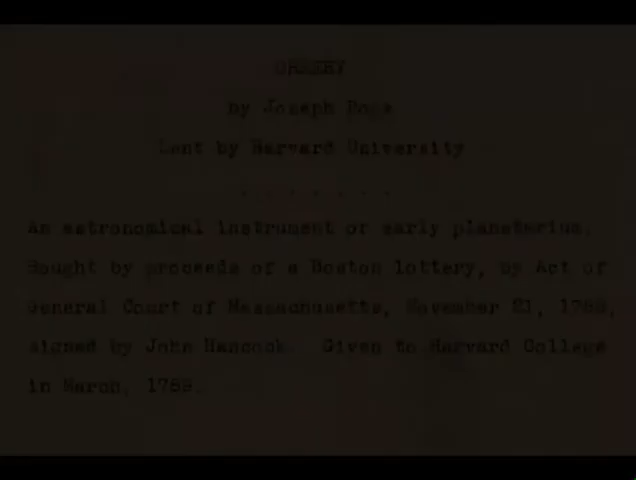 ORRERY
by Joseph Pope
Lent by Harvard University
. . . . . . .
An astronomical instrument or early planetarium.
Bought by proceeds of a Boston lottery, by Act of
General Court of Massachusetts, November 21, 1788,
signed by John Hancock. Given to Harvard College
in March, 1789.